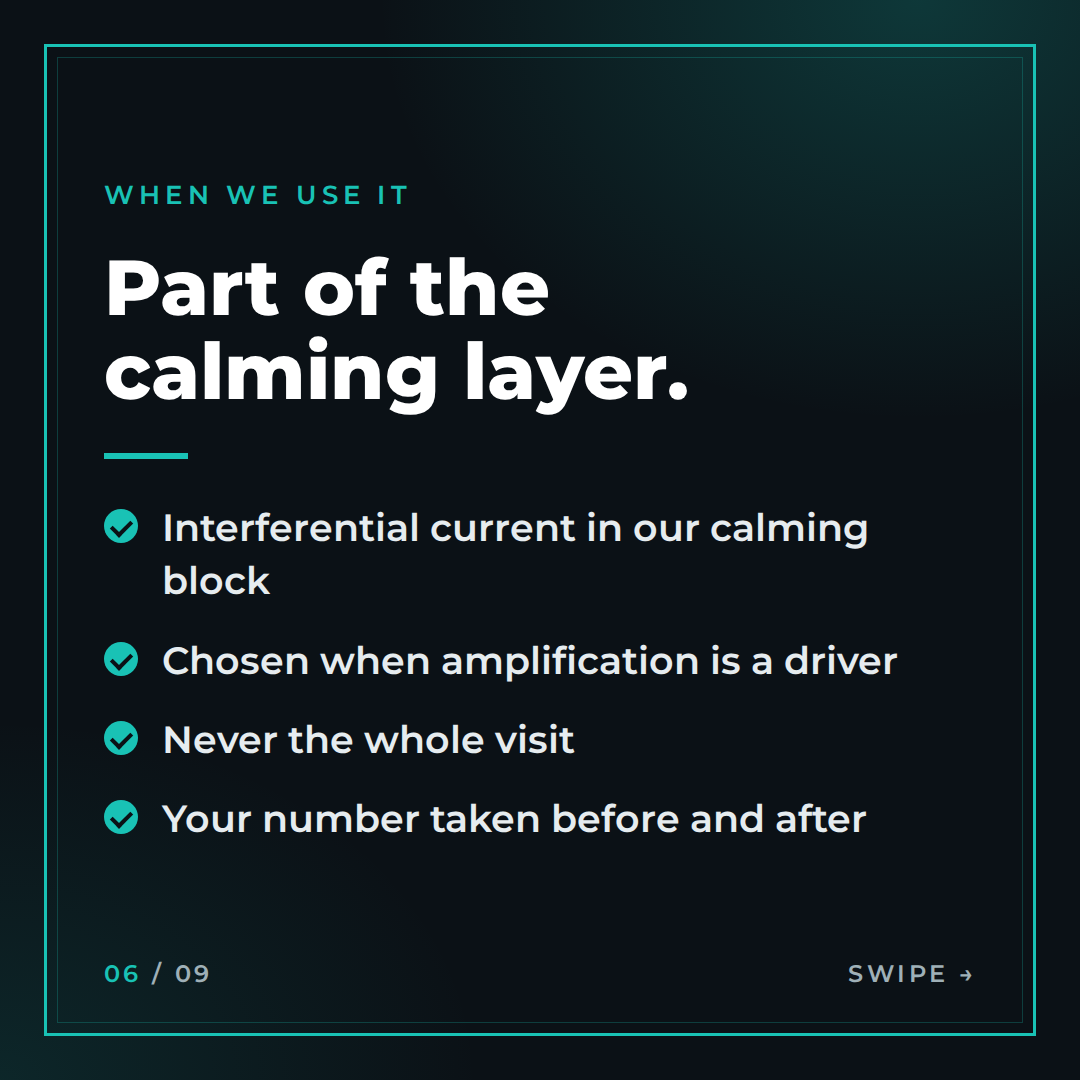 WHEN WE USE IT
Part of the
calming layer.
Interferential current in our calming
block
Chosen when amplification is a driver
Never the whole visit
Your number taken before and after
06 / 09
SWIPE →